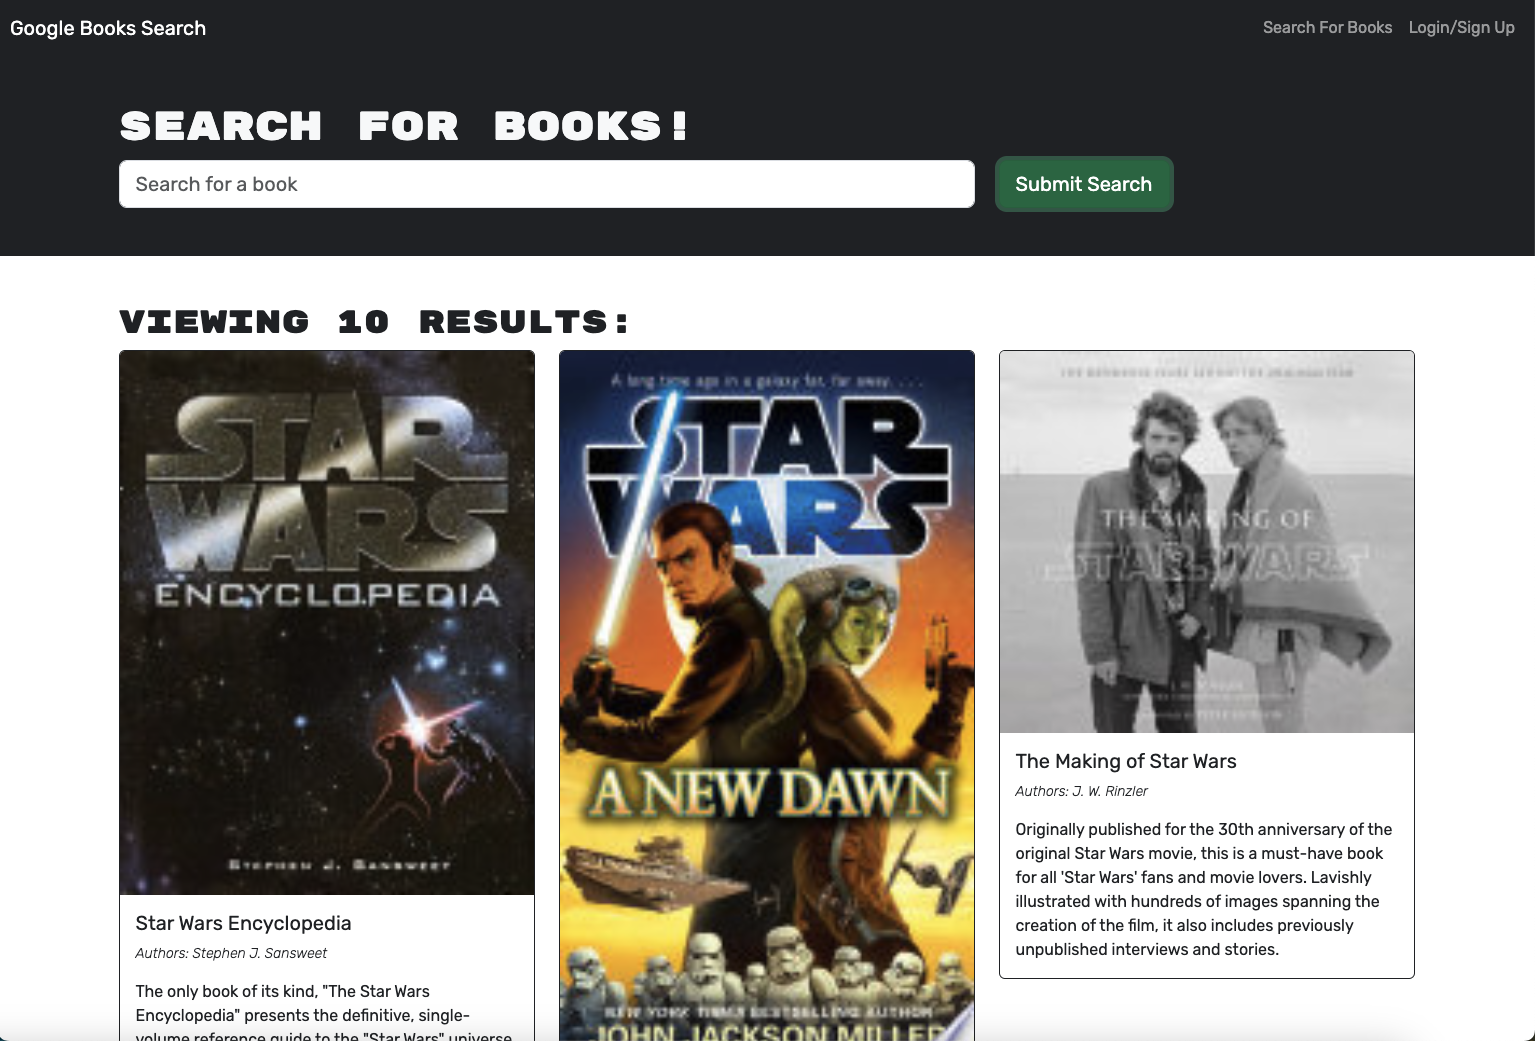 Google Books Search
Search For Books
Login/Sign Up
SEARCH FOR BOOKS!
Search for a book
Submit Search
VIEWING 10 RESULTS:
STAR
WARS
ENCYCLOPEDIA
STEPHEN J. SANSWEET
Star Wars Encyclopedia
Authors: Stephen J. Sansweet
The only book of its kind, "The Star Wars
Encyclopedia" presents the definitive, single-
volume reference guide to the "Star Wars" universe
A long time ago in a galaxy far, far away. . . .
STAR
WARS
A NEW DAWN
NEW YORK TIMES BESTSELLING AUTHOR
JOHN JACKSON MILLER
THE MAKING OF
STAR WARS
The Making of Star Wars
Authors: J. W. Rinzler
Originally published for the 30th anniversary of the
original Star Wars movie, this is a must-have book
for all 'Star Wars' fans and movie lovers. Lavishly
illustrated with hundreds of images spanning the
creation of the film, it also includes previously
unpublished interviews and stories.